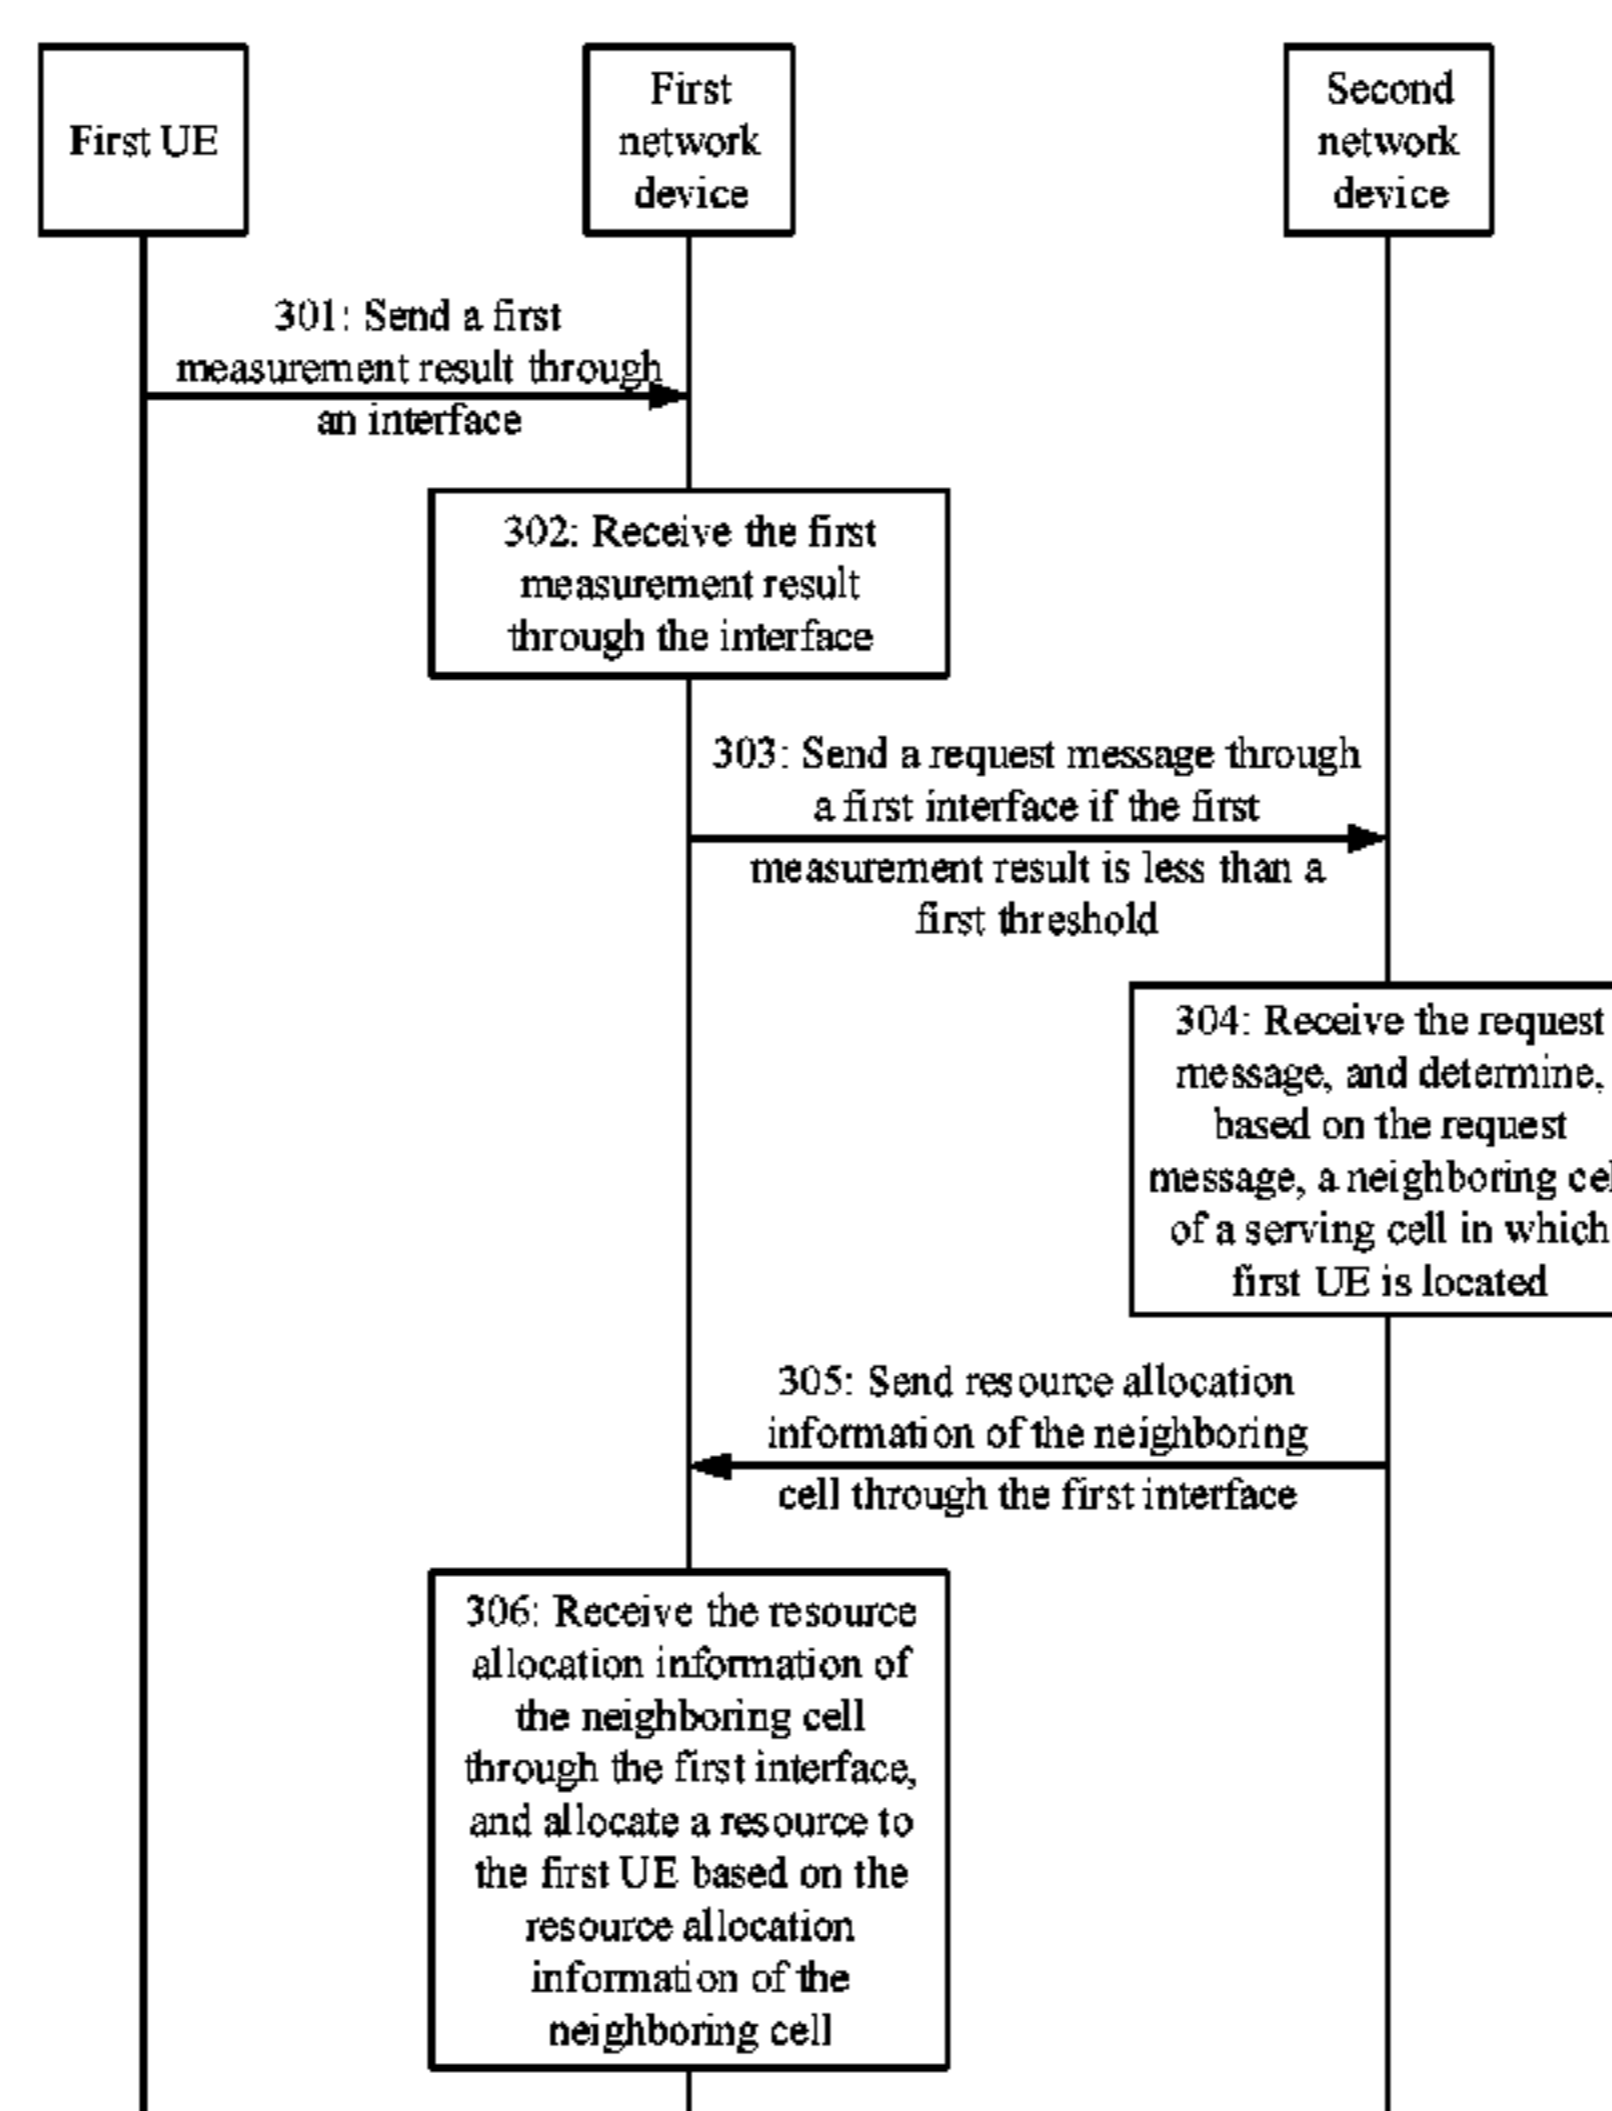 First UE
First
network
device
Second
network
device
301: Send a first
measurement result through
an interface
302: Receive the first
measurement result
through the interface
303: Send a request message through
a first interface if the first
measurement result is less than a
first threshold
304: Receive the request
message, and determine,
based on the request
message, a neighboring cel
of a serving cell in which
first UE is located
305: Send resource allocation
information of the neighboring
cell through the first interface
306: Receive the resource
allocation information of
the neighboring cell
through the first interface,
and allocate a resource to
the first UE based on the
resource allocation
information of the
neighboring cell